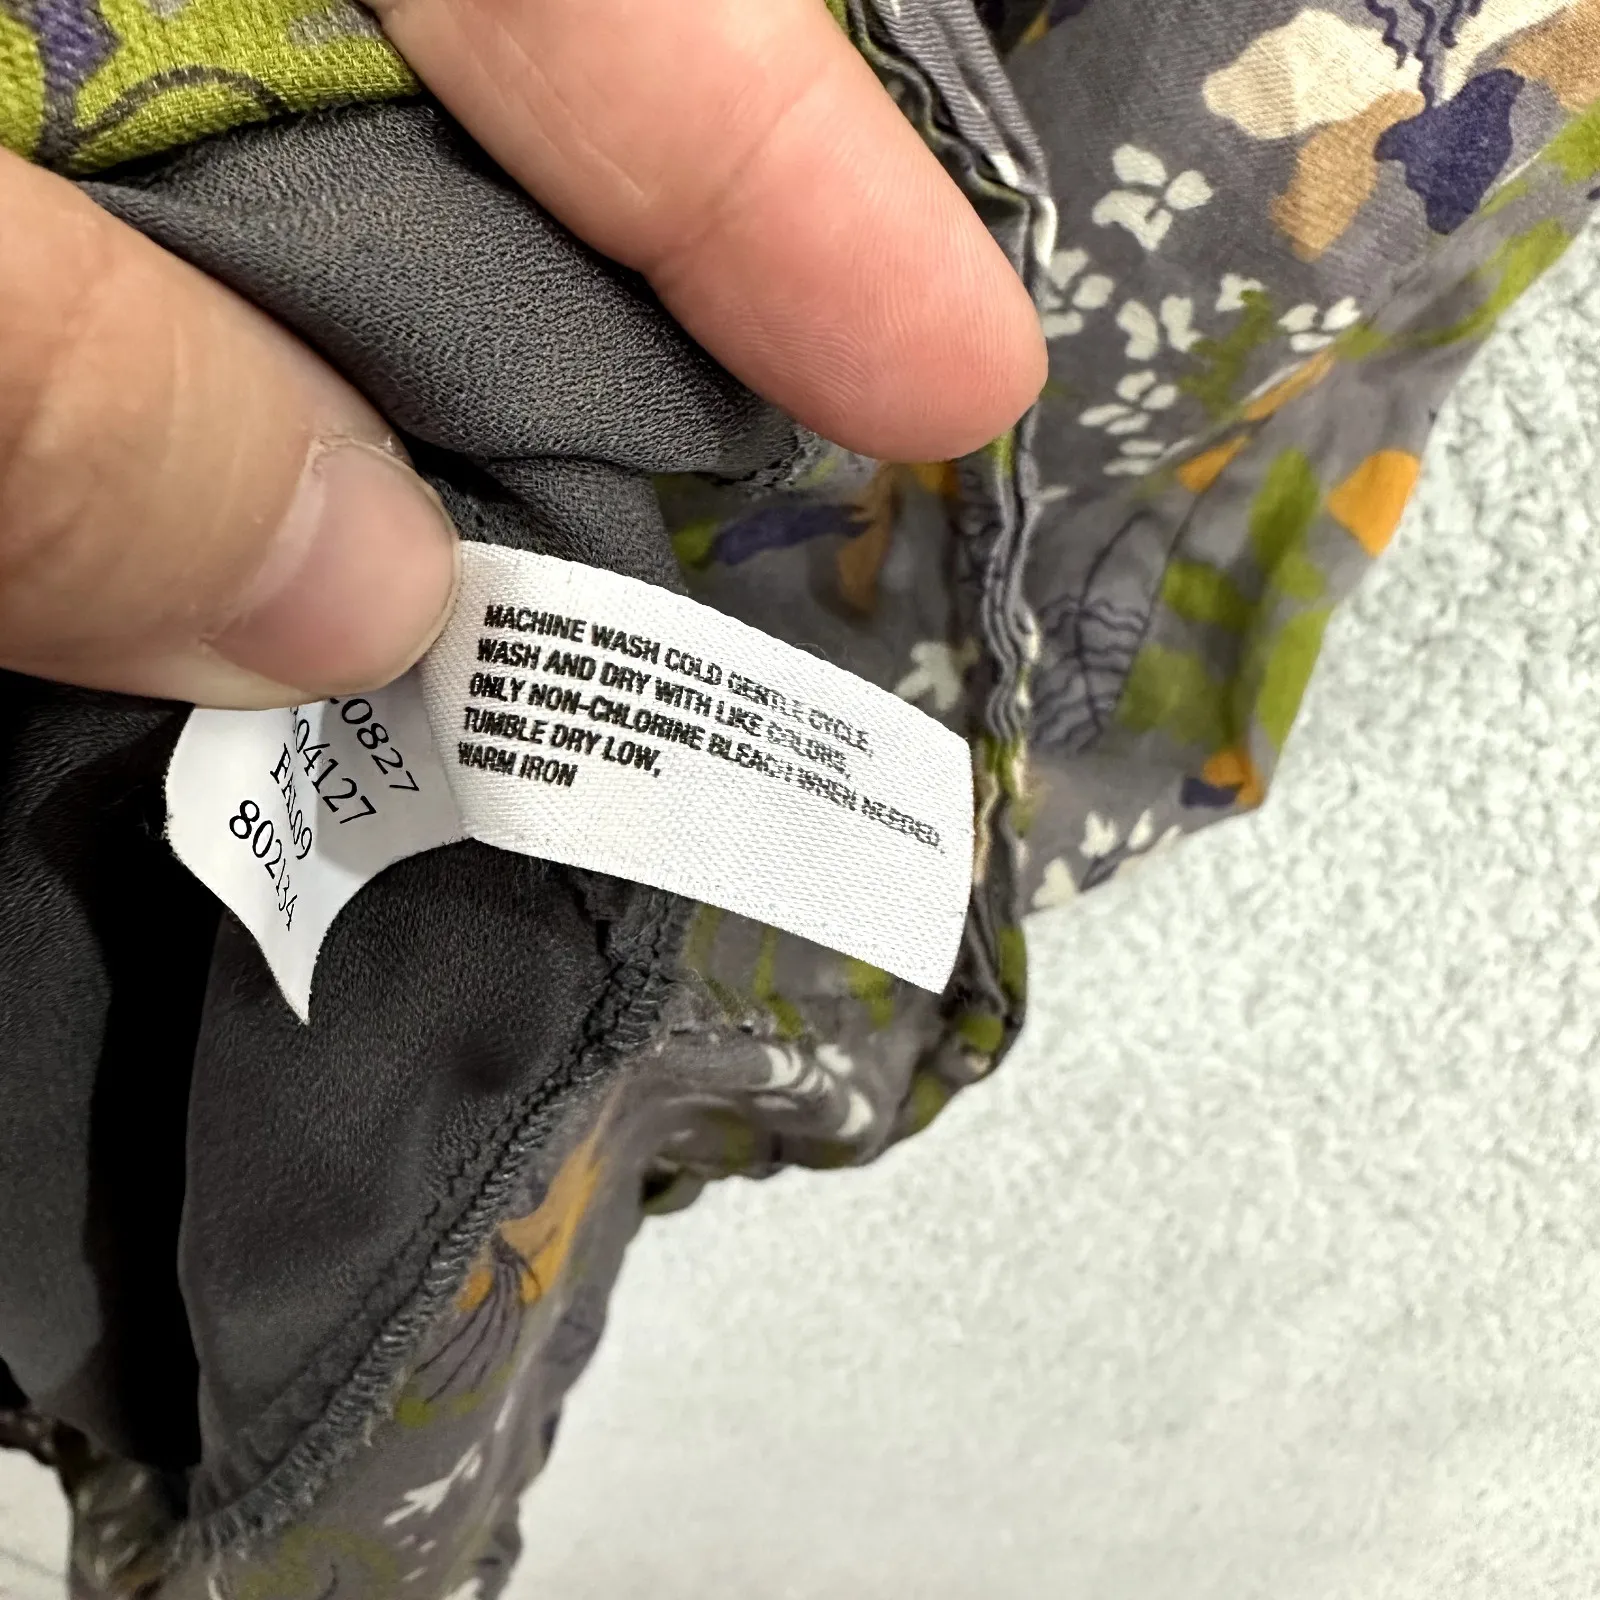 MACHINE WASH COLD GENTLE CYCLE,
WASH AND DRY WITH LIKE COLORS,
ONLY NON-CHLORINE BLEACH WHEN NEEDED.
TUMBLE DRY LOW,
WARM IRON
0827
04127
802134